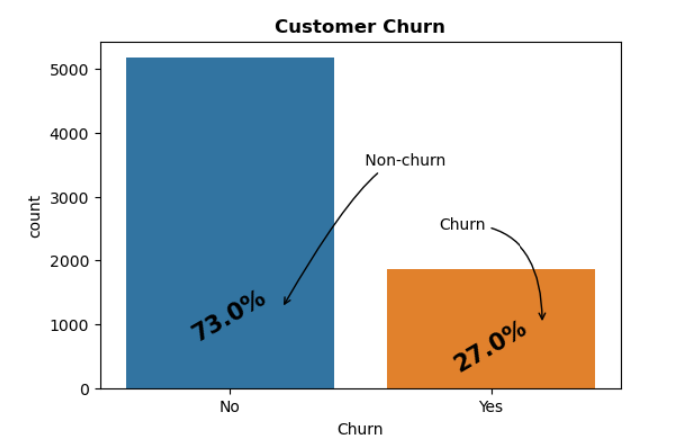 Customer Churn
5000
4000
3000
2000
1000
0
count
Non-churn
Churn
73.0%
27.0%
No
Yes
Churn